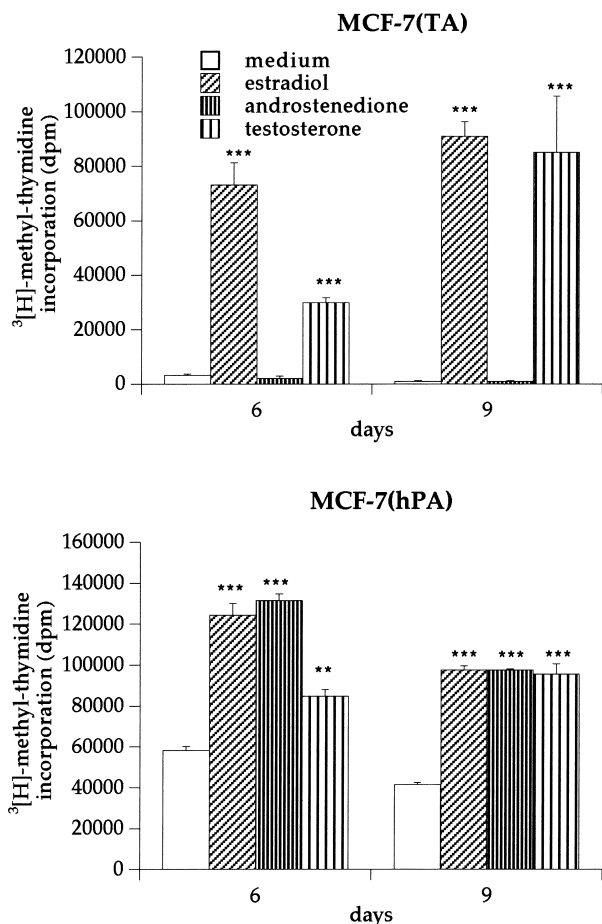 MCF-7(TA)
medium
estradiol
androstenedione
testosterone
120000
100000
80000
60000
40000
20000
0
³[H]-methyl-thymidine
incorporation (dpm)
***
***
***
***
6
9
days
MCF-7(hPA)
160000
140000
120000
100000
80000
60000
40000
20000
0
³[H]-methyl-thymidine
incorporation (dpm)
***
***
**
***
***
***
6
9
days